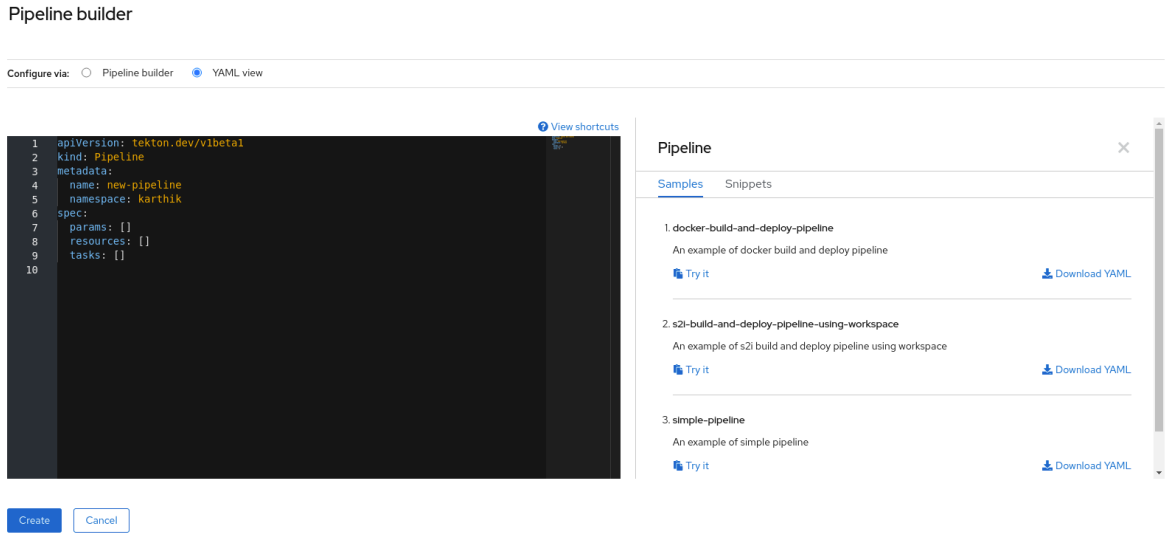 Pipeline builder
Configure via: Pipeline builder YAML view
View shortcuts
1 apiVersion: tekton.dev/v1beta1
2 kind: Pipeline
3 metadata:
4   name: new-pipeline
5   namespace: karthik
6 spec:
7   params: []
8   resources: []
9   tasks: []
10
Pipeline
Samples Snippets
1. docker-build-and-deploy-pipeline
An example of docker build and deploy pipeline
Try it Download YAML
2. s2i-build-and-deploy-pipeline-using-workspace
An example of s2i build and deploy pipeline using workspace
Try it Download YAML
3. simple-pipeline
An example of simple pipeline
Try it Download YAML
Create Cancel